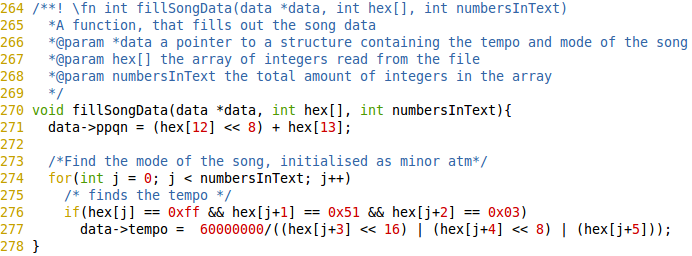 264 /**! \fn int fillSongData(data *data, int hex[], int numbersInText)
265   *A function, that fills out the song data
266   *@param *data a pointer to a structure containing the tempo and mode of the song
267   *@param hex[] the array of integers read from the file
268   *@param numbersInText the total amount of integers in the array
269   */
270 void fillSongData(data *data, int hex[], int numbersInText){
271   data->ppqn = (hex[12] << 8) + hex[13];
272
273   /*Find the mode of the song, initialised as minor atm*/
274   for(int j = 0; j < numbersInText; j++)
275     /* finds the tempo */
276     if(hex[j] == 0xff && hex[j+1] == 0x51 && hex[j+2] == 0x03)
277       data->tempo =  60000000/((hex[j+3] << 16) | (hex[j+4] << 8) | (hex[j+5]));
278 }